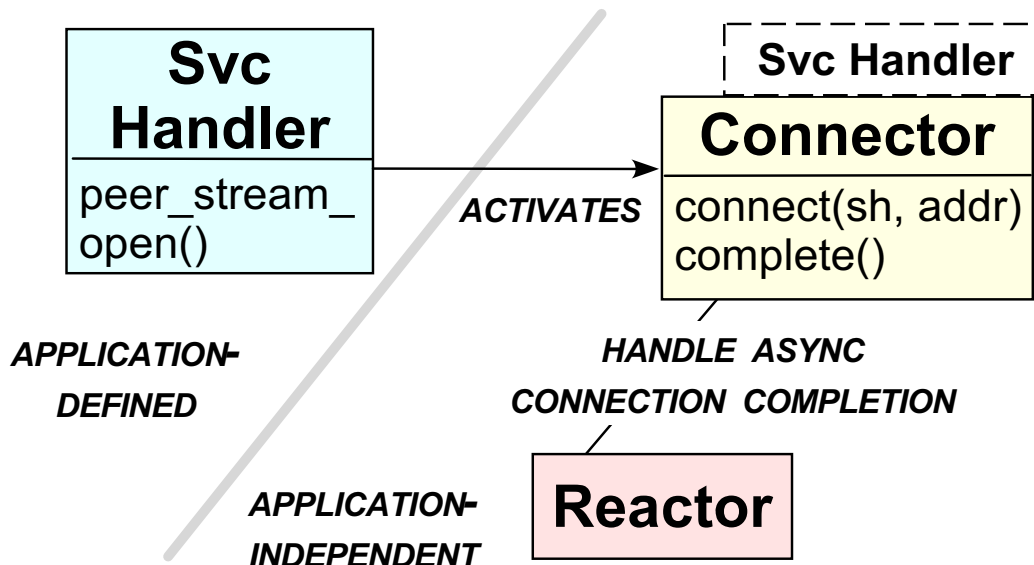 Svc
Handler
peer_stream_
open()
Svc Handler
Connector
connect(sh, addr)
complete()
ACTIVATES
APPLICATION-
DEFINED
HANDLE ASYNC
CONNECTION COMPLETION
APPLICATION-
INDEPENDENT
Reactor